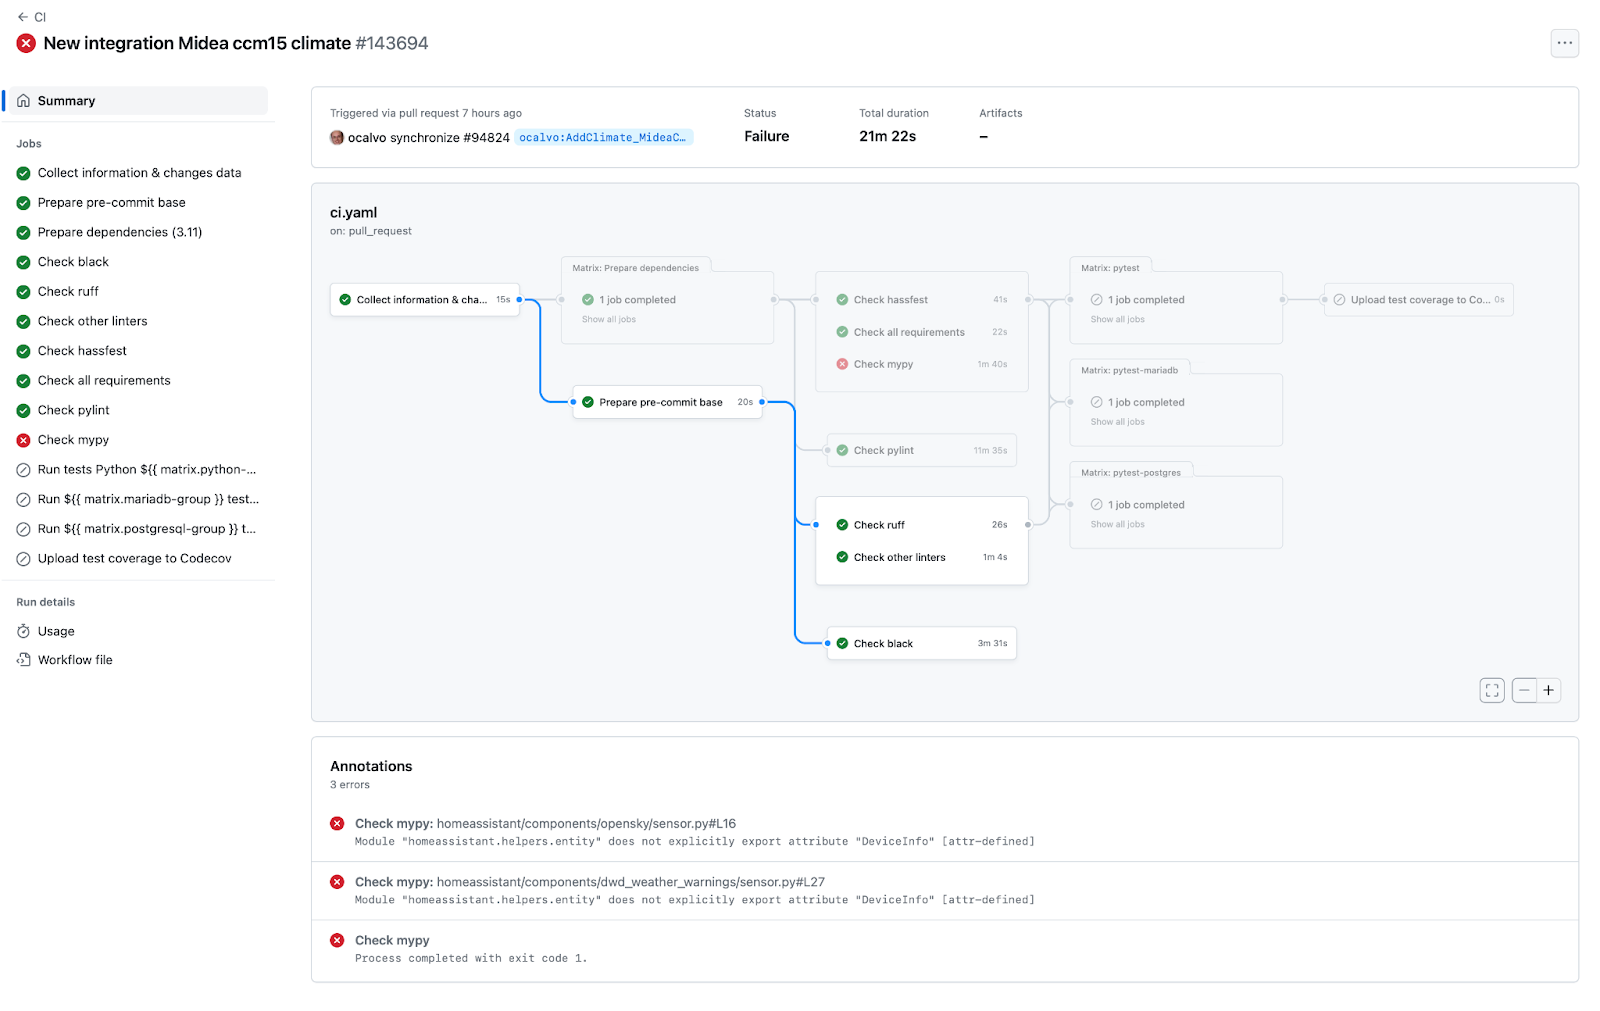 CI
New integration Midea ccm15 climate #143694
Summary
Jobs
Collect information & changes data
Prepare pre-commit base
Prepare dependencies (3.11)
Check black
Check ruff
Check other linters
Check hassfest
Check all requirements
Check pylint
Check mypy
Run tests Python ${{ matrix.python-...
Run ${{ matrix.mariadb-group }} test...
Run ${{ matrix.postgresql-group }} t...
Upload test coverage to Codecov
Run details
Usage
Workflow file
Triggered via pull request 7 hours ago
ocalvo synchronize #94824 ocalvo:AddClimate_MideaC…
Status
Failure
Total duration
21m 22s
Artifacts
–
ci.yaml
on: pull_request
Collect information & cha... 15s
Matrix: Prepare dependencies
1 job completed
Show all jobs
Prepare pre-commit base 20s
Check hassfest 41s
Check all requirements 22s
Check mypy 1m 40s
Check pylint 11m 35s
Check ruff 26s
Check other linters 1m 4s
Check black 3m 31s
Matrix: pytest
1 job completed
Show all jobs
Matrix: pytest-mariadb
1 job completed
Show all jobs
Matrix: pytest-postgres
1 job completed
Show all jobs
Upload test coverage to Co... 0s
Annotations
3 errors
Check mypy: homeassistant/components/opensky/sensor.py#L16
Module "homeassistant.helpers.entity" does not explicitly export attribute "DeviceInfo" [attr-defined]
Check mypy: homeassistant/components/dwd_weather_warnings/sensor.py#L27
Module "homeassistant.helpers.entity" does not explicitly export attribute "DeviceInfo" [attr-defined]
Check mypy
Process completed with exit code 1.